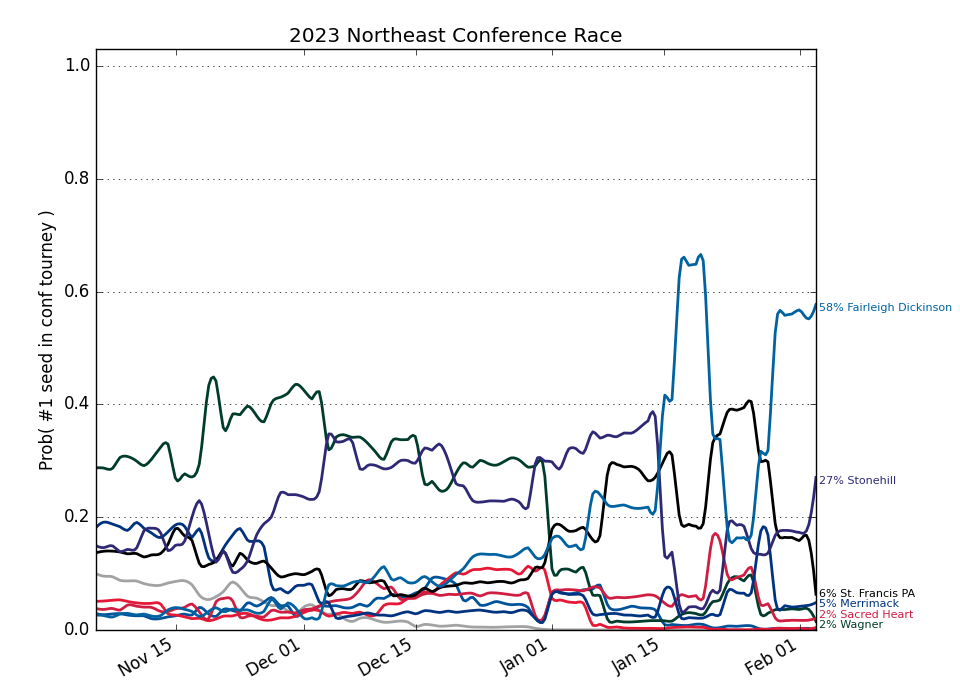 2023 Northeast Conference Race
Prob( #1 seed in conf tourney )
1.0
0.8
0.6
0.4
0.2
0.0
58% Fairleigh Dickinson
27% Stonehill
6% St. Francis PA
5% Merrimack
2% Sacred Heart
2% Wagner
Nov 15
Dec 01
Dec 15
Jan 01
Jan 15
Feb 01